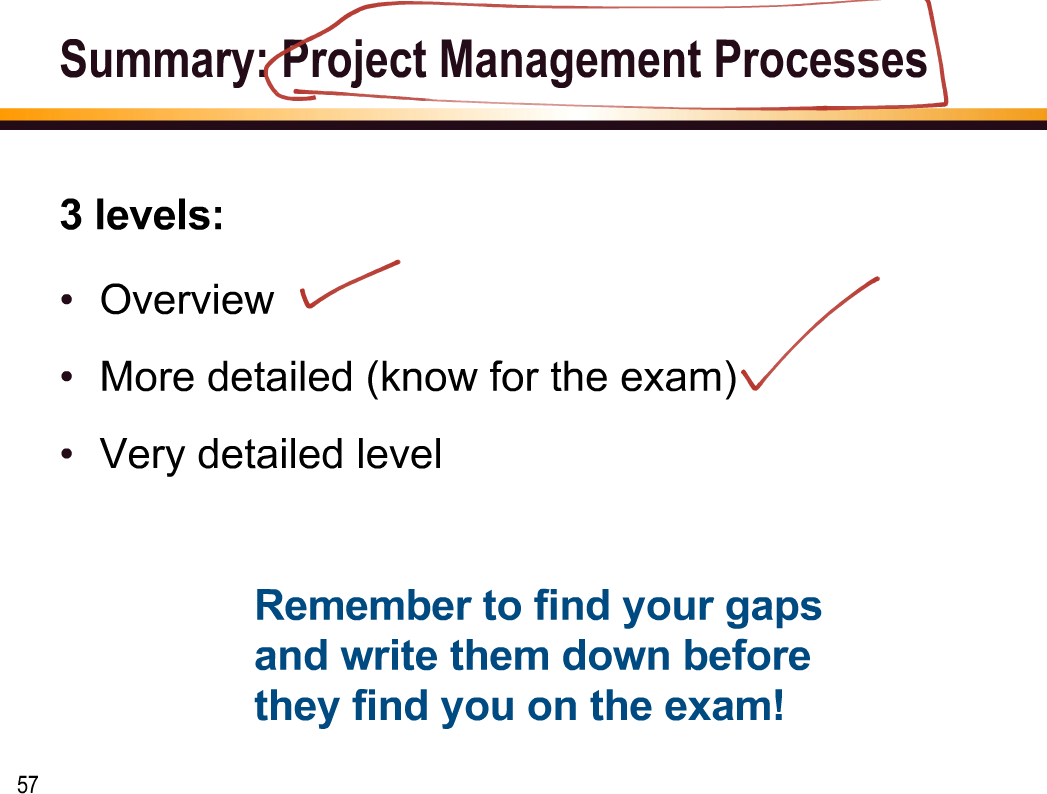 Summary: Project Management Processes
3 levels:
• Overview
• More detailed (know for the exam)
• Very detailed level
Remember to find your gaps
and write them down before
they find you on the exam!
57